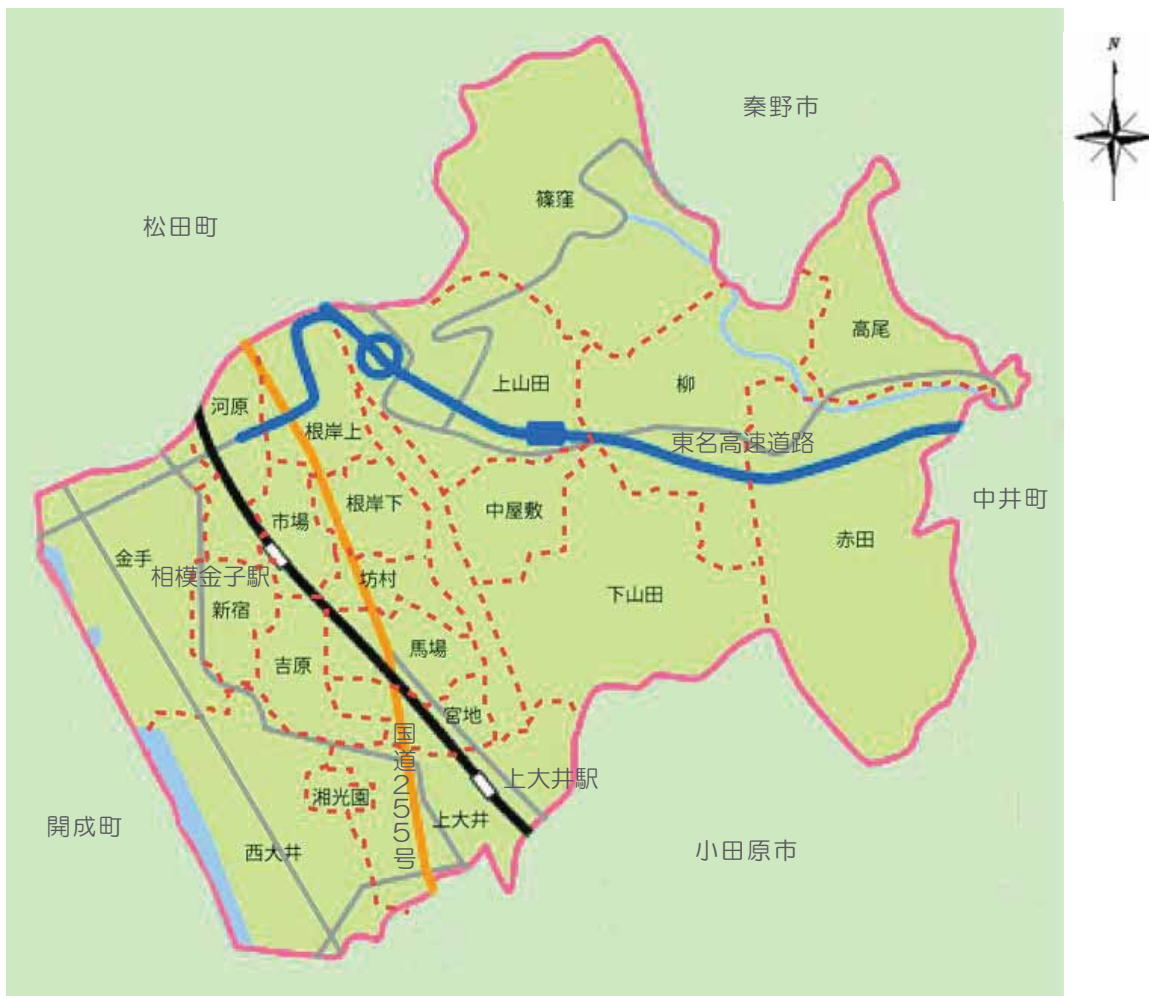 N
秦野市
松田町
篠窪
高尾
上山田
柳
河原
根岸上
東名高速道路
中井町
根岸下
中屋敷
市場
赤田
金手
相模金子駅
坊村
下山田
新宿
馬場
吉原
宮地
国道255号
上大井駅
湘光園
上大井
開成町
西大井
小田原市